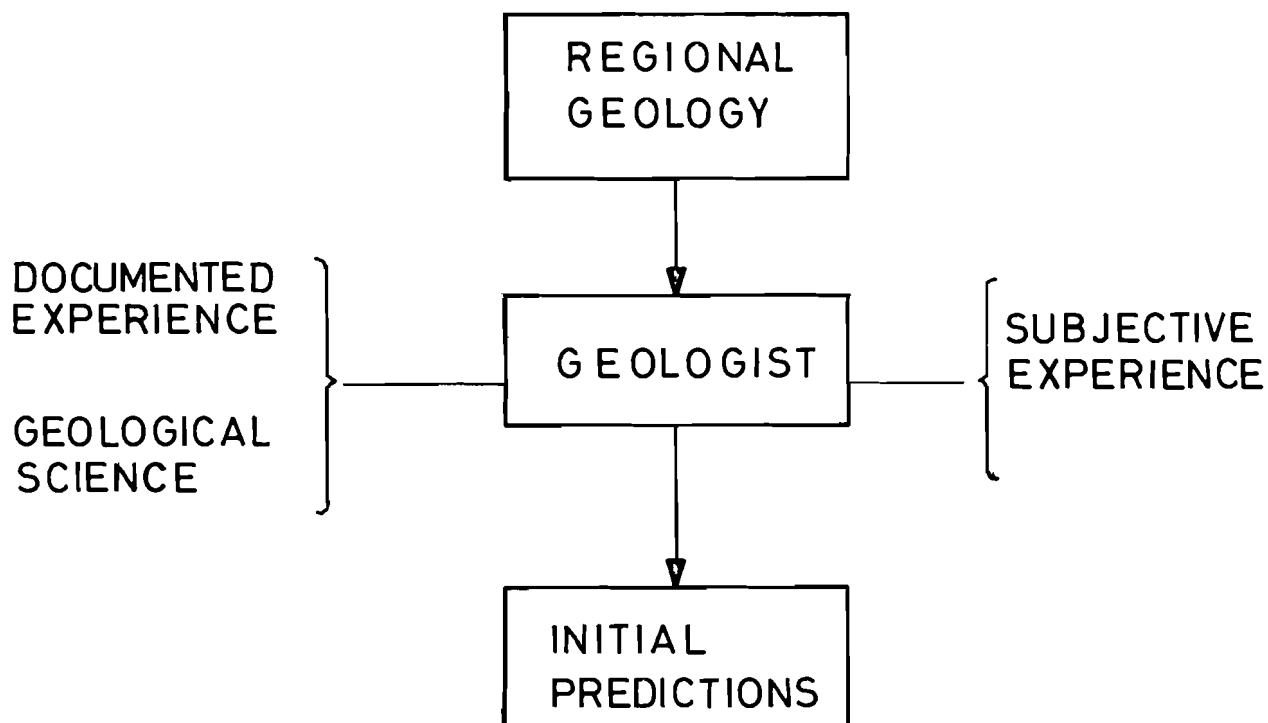 REGIONAL
GEOLOGY
DOCUMENTED
EXPERIENCE
GEOLOGICAL
SCIENCE
GEOLOGIST
SUBJECTIVE
EXPERIENCE
INITIAL
PREDICTIONS